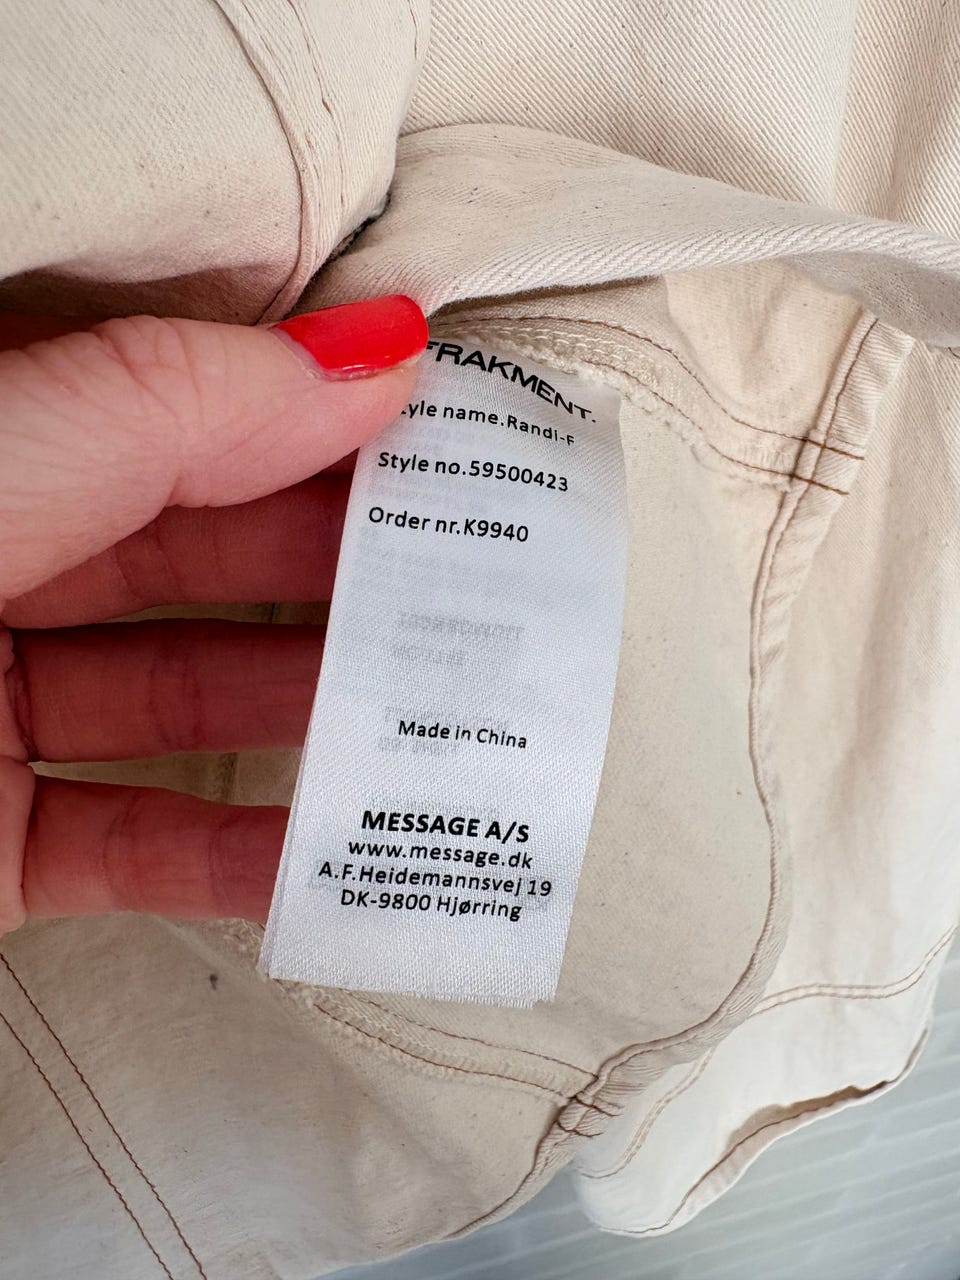 FRAKMENT.
tyle name.Randi-F
Style no.59500423
Order nr.K9940
Made in China
MESSAGE A/S
www.message.dk
A.F.Heidemannsvej 19
DK-9800 Hjørring